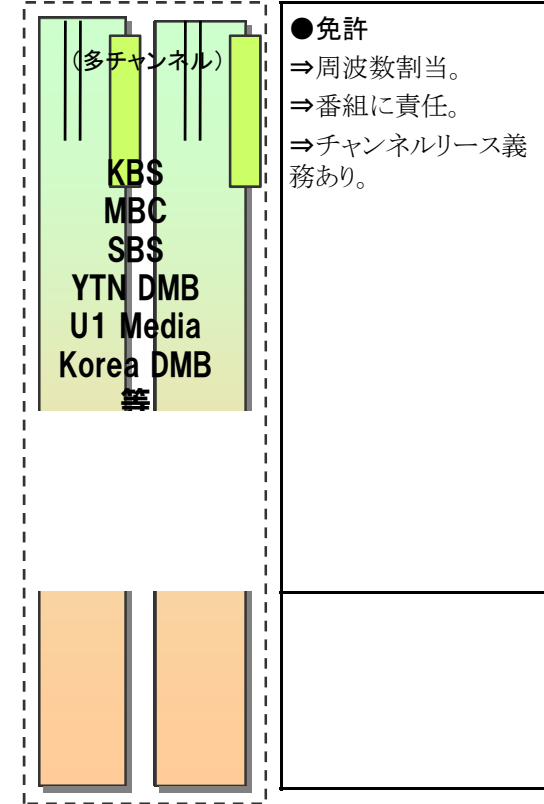 （多チャンネル）
KBS
MBC
SBS
YTN DMB
U1 Media
Korea DMB
等
●免許
⇒周波数割当。
⇒番組に責任。
⇒チャンネルリース義
務あり。